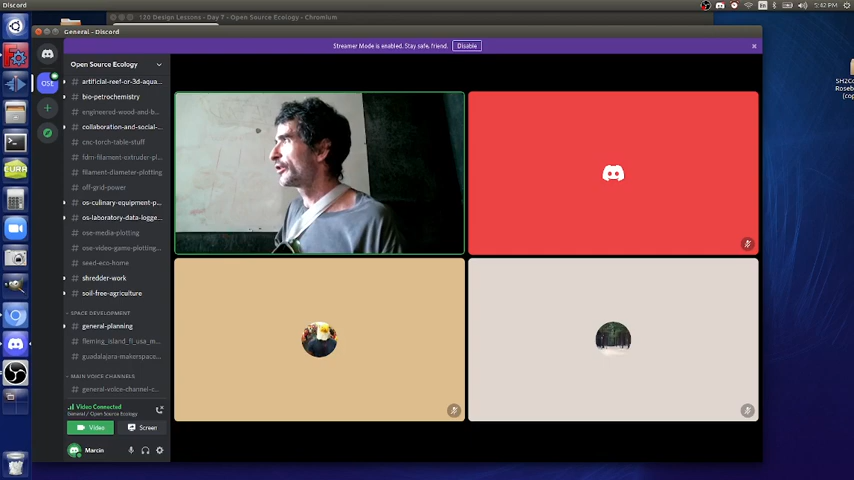 Discord
120 Design Lessons - Day 7 - Open Source Ecology - Chromium
En
5:42 PM
General - Discord
Streamer Mode is enabled. Stay safe, friend.
Disable
Open Source Ecology
OSE
artificial-reef-or-3d-aqua...
bio-petrochemistry
engineered-wood-and-b...
collaboration-and-social-
cnc-torch-table-stuff
fdm-filament-extruder-pl...
filament-diameter-plotting
off-grid-power
os-culinary-equipment-p...
os-laboratory-data-logge...
ose-media-plotting
ose-video-game-plotting...
seed-eco-home
shredder-work
soil-free-agriculture
SPACE DEVELOPMENT
general-planning
fleming_island_fl_usa_m...
guadalajara-makerspace...
MAIN VOICE CHANNELS
general-voice-channel-c...
Video Connected
General / Open Source Ecology
Video
Screen
Marcin
CURA
SH2C
Roseb
(cop